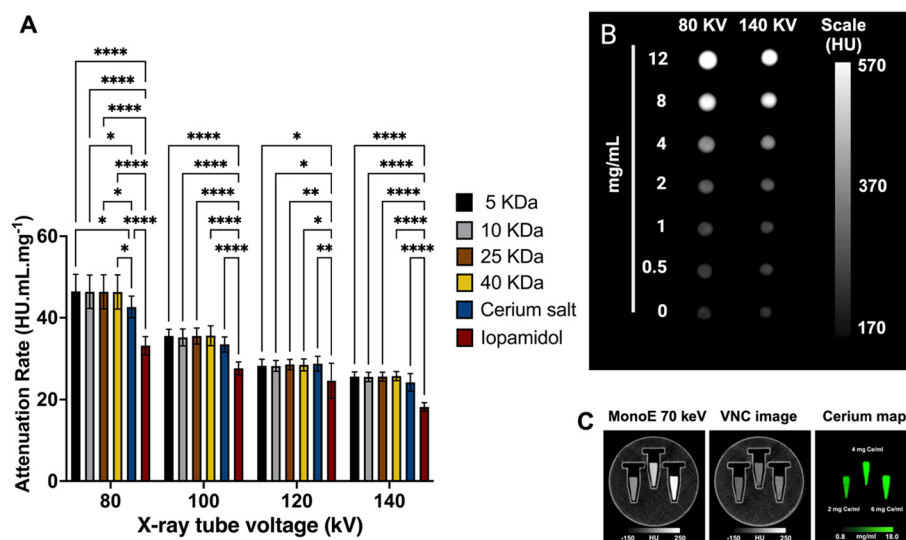 A
****
****
****
*
****
*
*
****
*
****
****
****
****
****
*
*
**
*
**
****
****
****
****
****
60
40
20
0
Attenuation Rate (HU.mL.mg-1)
80
100
120
140
X-ray tube voltage (kV)
5 KDa
10 KDa
25 KDa
40 KDa
Cerium salt
Iopamidol
B
80 KV
140 KV
Scale
(HU)
mg/mL
12
8
4
2
1
0.5
0
570
370
170
C
MonoE 70 keV
VNC image
Cerium map
-150 HU 250
-150 HU 250
4 mg Ce/ml
2 mg Ce/ml
6 mg Ce/ml
mg/ml
0.8 18.0